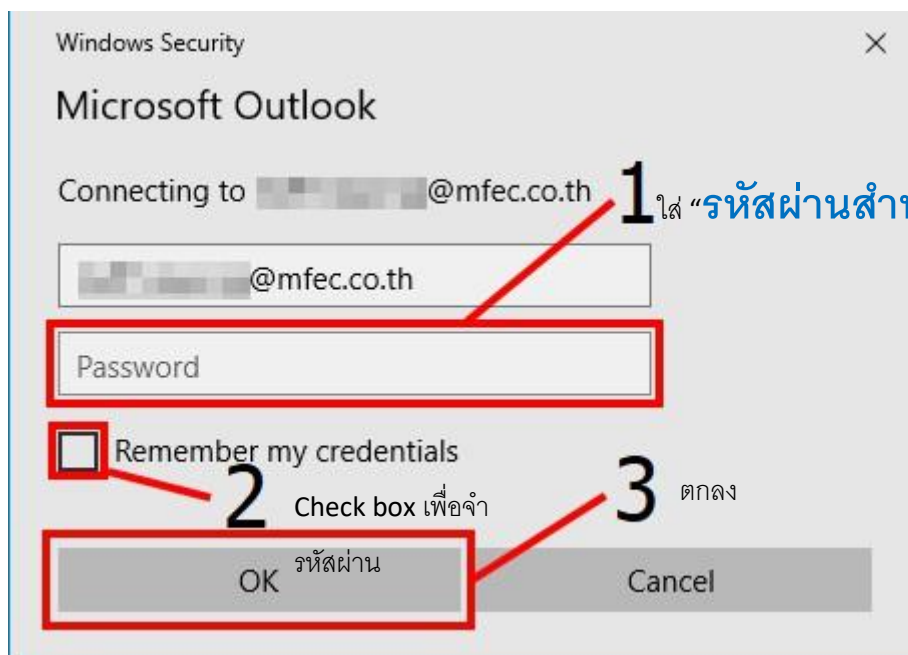 Windows Security
Microsoft Outlook
Connecting to @mfec.co.th
1 ใส่ “รหัสผ่าน
@mfec.co.th
Password
Remember my credentials
2 Check box เพื่อจำ
รหัสผ่าน
3 ตกลง
OK
Cancel